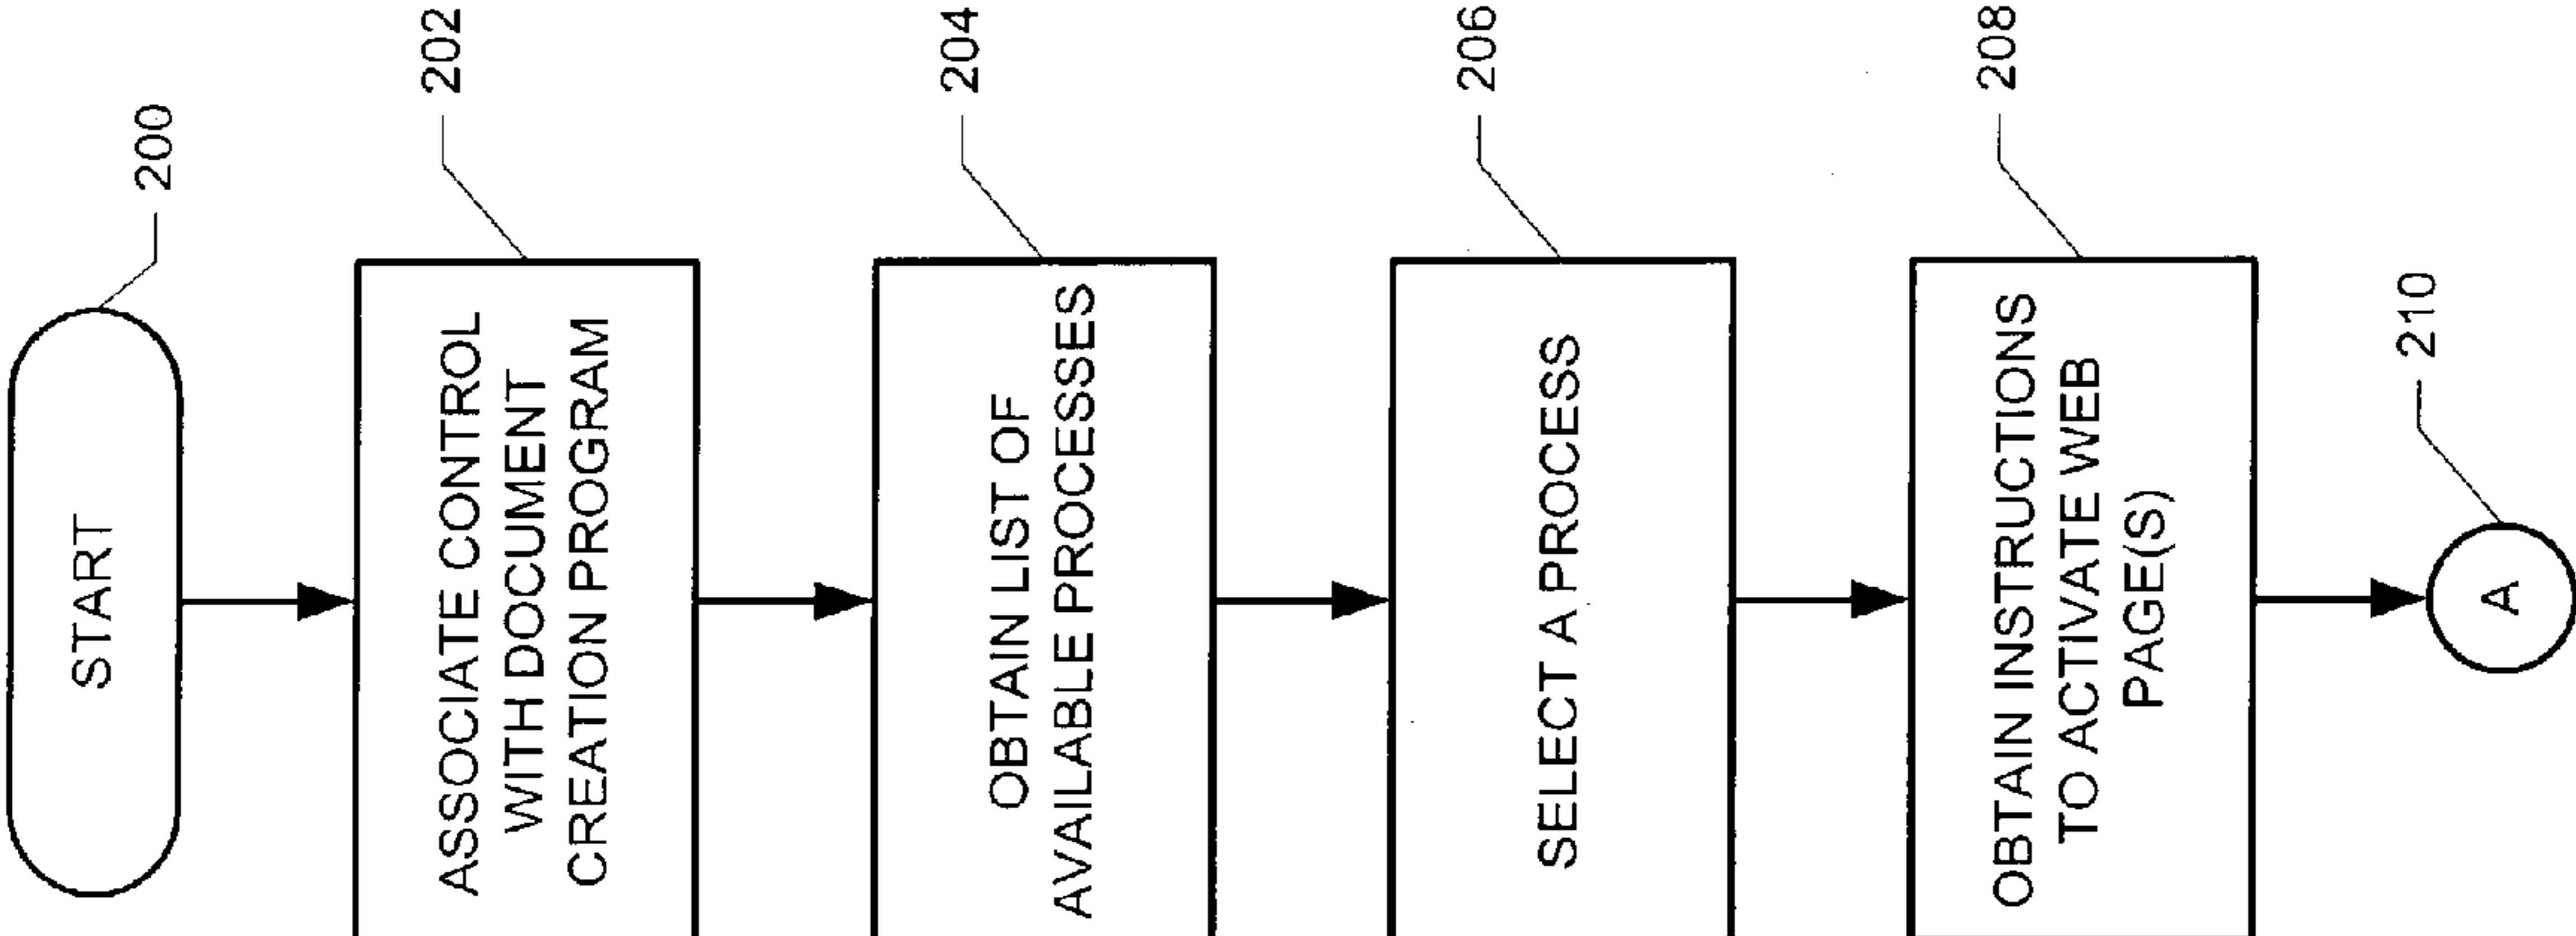 START
200
ASSOCIATE CONTROL
WITH DOCUMENT
CREATION PROGRAM
202
OBTAIN LIST OF
AVAILABLE PROCESSES
204
SELECT A PROCESS
206
OBTAIN INSTRUCTIONS
TO ACTIVATE WEB
PAGE(S)
208
A
210